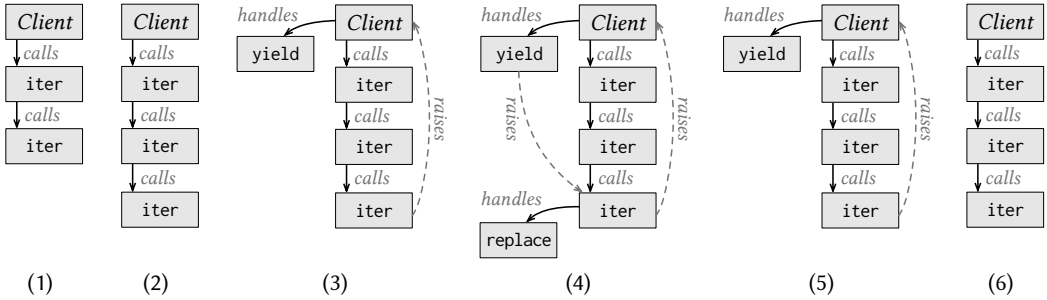 Client
calls
iter
calls
iter
(1)
Client
calls
iter
calls
iter
calls
iter
(2)
handles
Client
yield
calls
iter
calls
iter
raises
calls
iter
(3)
handles
Client
yield
calls
iter
raises
calls
iter
raises
calls
handles
iter
replace
(4)
handles
Client
yield
calls
iter
calls
iter
raises
calls
iter
(5)
Client
calls
iter
calls
iter
calls
iter
(6)